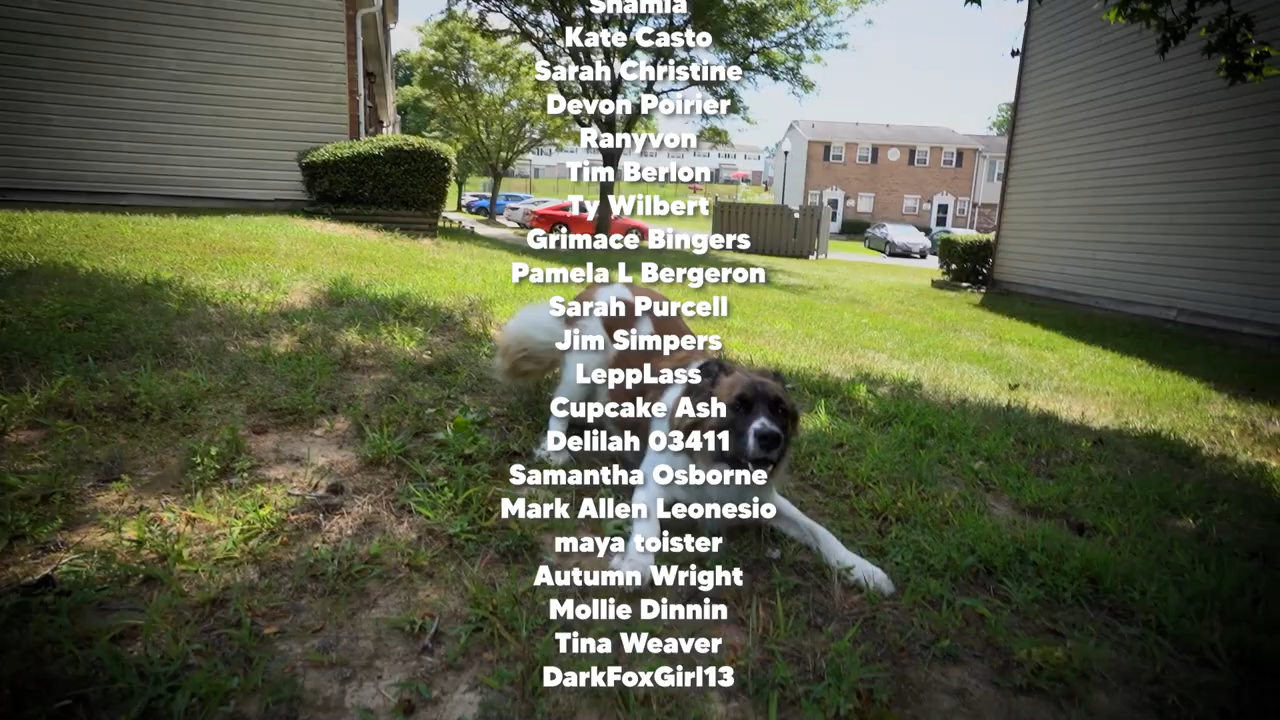 Shamia
Kate Casto
Sarah Christine
Devon Poirier
Ranyvon
Tim Berlon
Ty Wilbert
Grimace Bingers
Pamela L Bergeron
Sarah Purcell
Jim Simpers
LeppLass
Cupcake Ash
Delilah 03411
Samantha Osborne
Mark Allen Leonesio
maya toister
Autumn Wright
Mollie Dinnin
Tina Weaver
DarkFoxGirl13